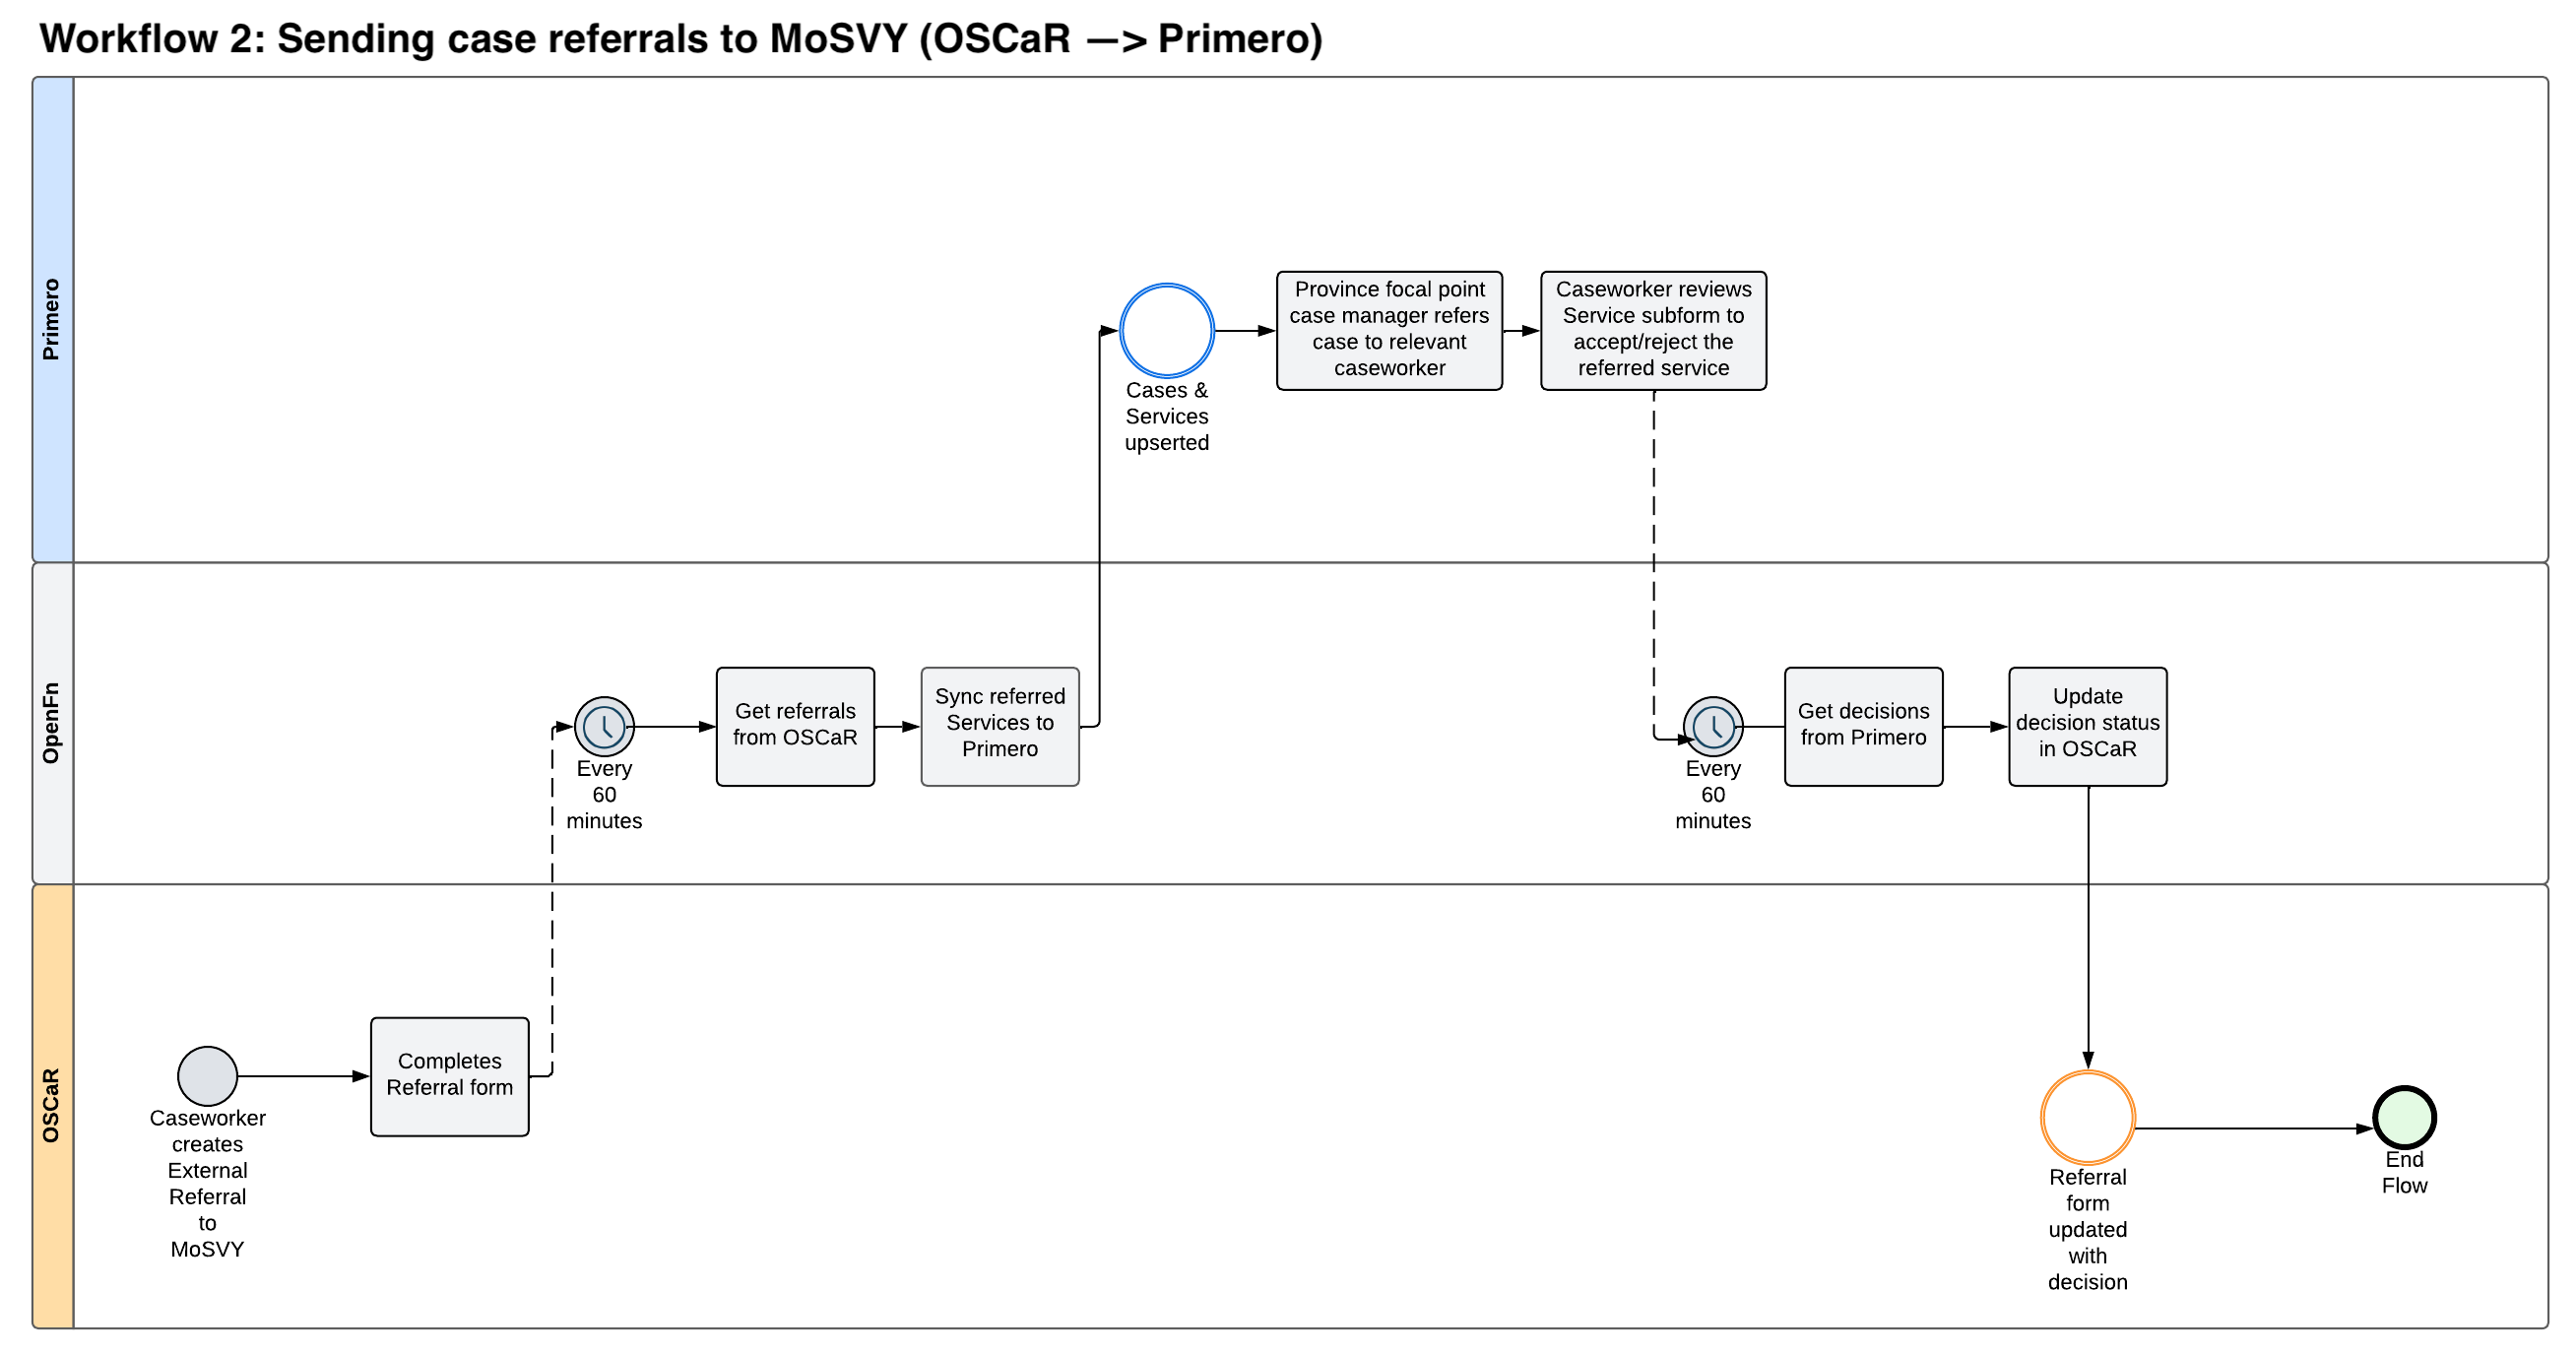 Workflow 2: Sending case referrals to MoSVY (OSCaR —> Primero)
Primero
Cases &
Services
upserted
Province focal point
case manager refers
case to relevant
caseworker
Caseworker reviews
Service subform to
accept/reject the
referred service
OpenFn
Every
60
minutes
Get referrals
from OSCaR
Sync referred
Services to
Primero
Every
60
minutes
Get decisions
from Primero
Update
decision status
in OSCaR
OSCaR
Caseworker
creates
External
Referral
to
MoSVY
Completes
Referral form
Referral
form
updated
with
decision
End
Flow